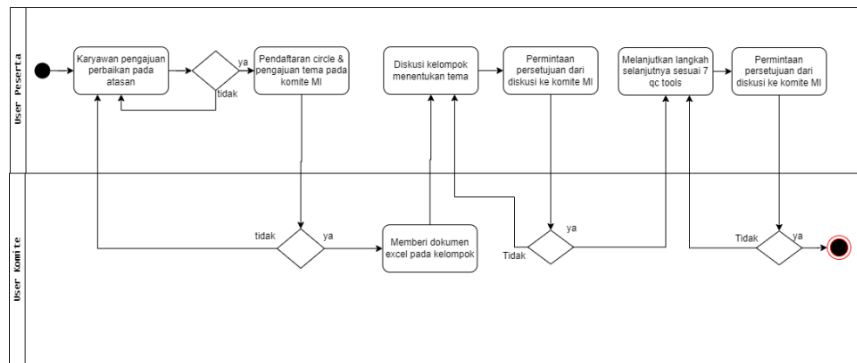 User Peserta
Karyawan pengajuan
perbaikan pada
atasan
ya
tidak
Pendaftaran circle &
pengajuan tema pada
komite MI
Diskusi kelompok
menentukan tema
Permintaan
persetujuan dari
diskusi ke komite MI
Melanjutkan langkah
selanjutnya sesuai 7
qc tools
Permintaan
persetujuan dari
diskusi ke komite MI
User Komite
tidak
ya
Memberi dokumen
excel pada kelompok
Tidak
ya
Tidak
ya